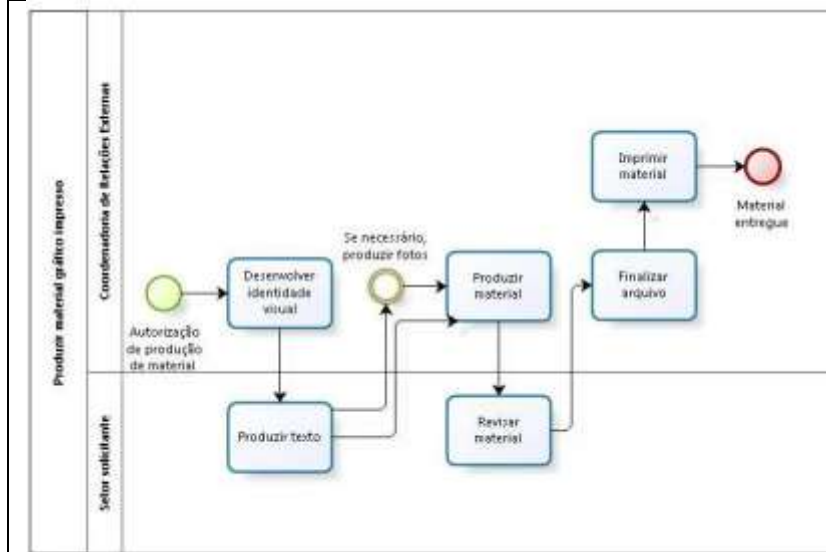 Produzir material gráfico impresso
Coordenadoria de Relações Externas
Setor solicitante
Autorização
de produção
de material
Desenvolver
identidade
visual
Produzir texto
Se necessário,
produzir fotos
Produzir
material
Revisar
material
Finalizar
arquivo
Imprimir
material
Material
entregue